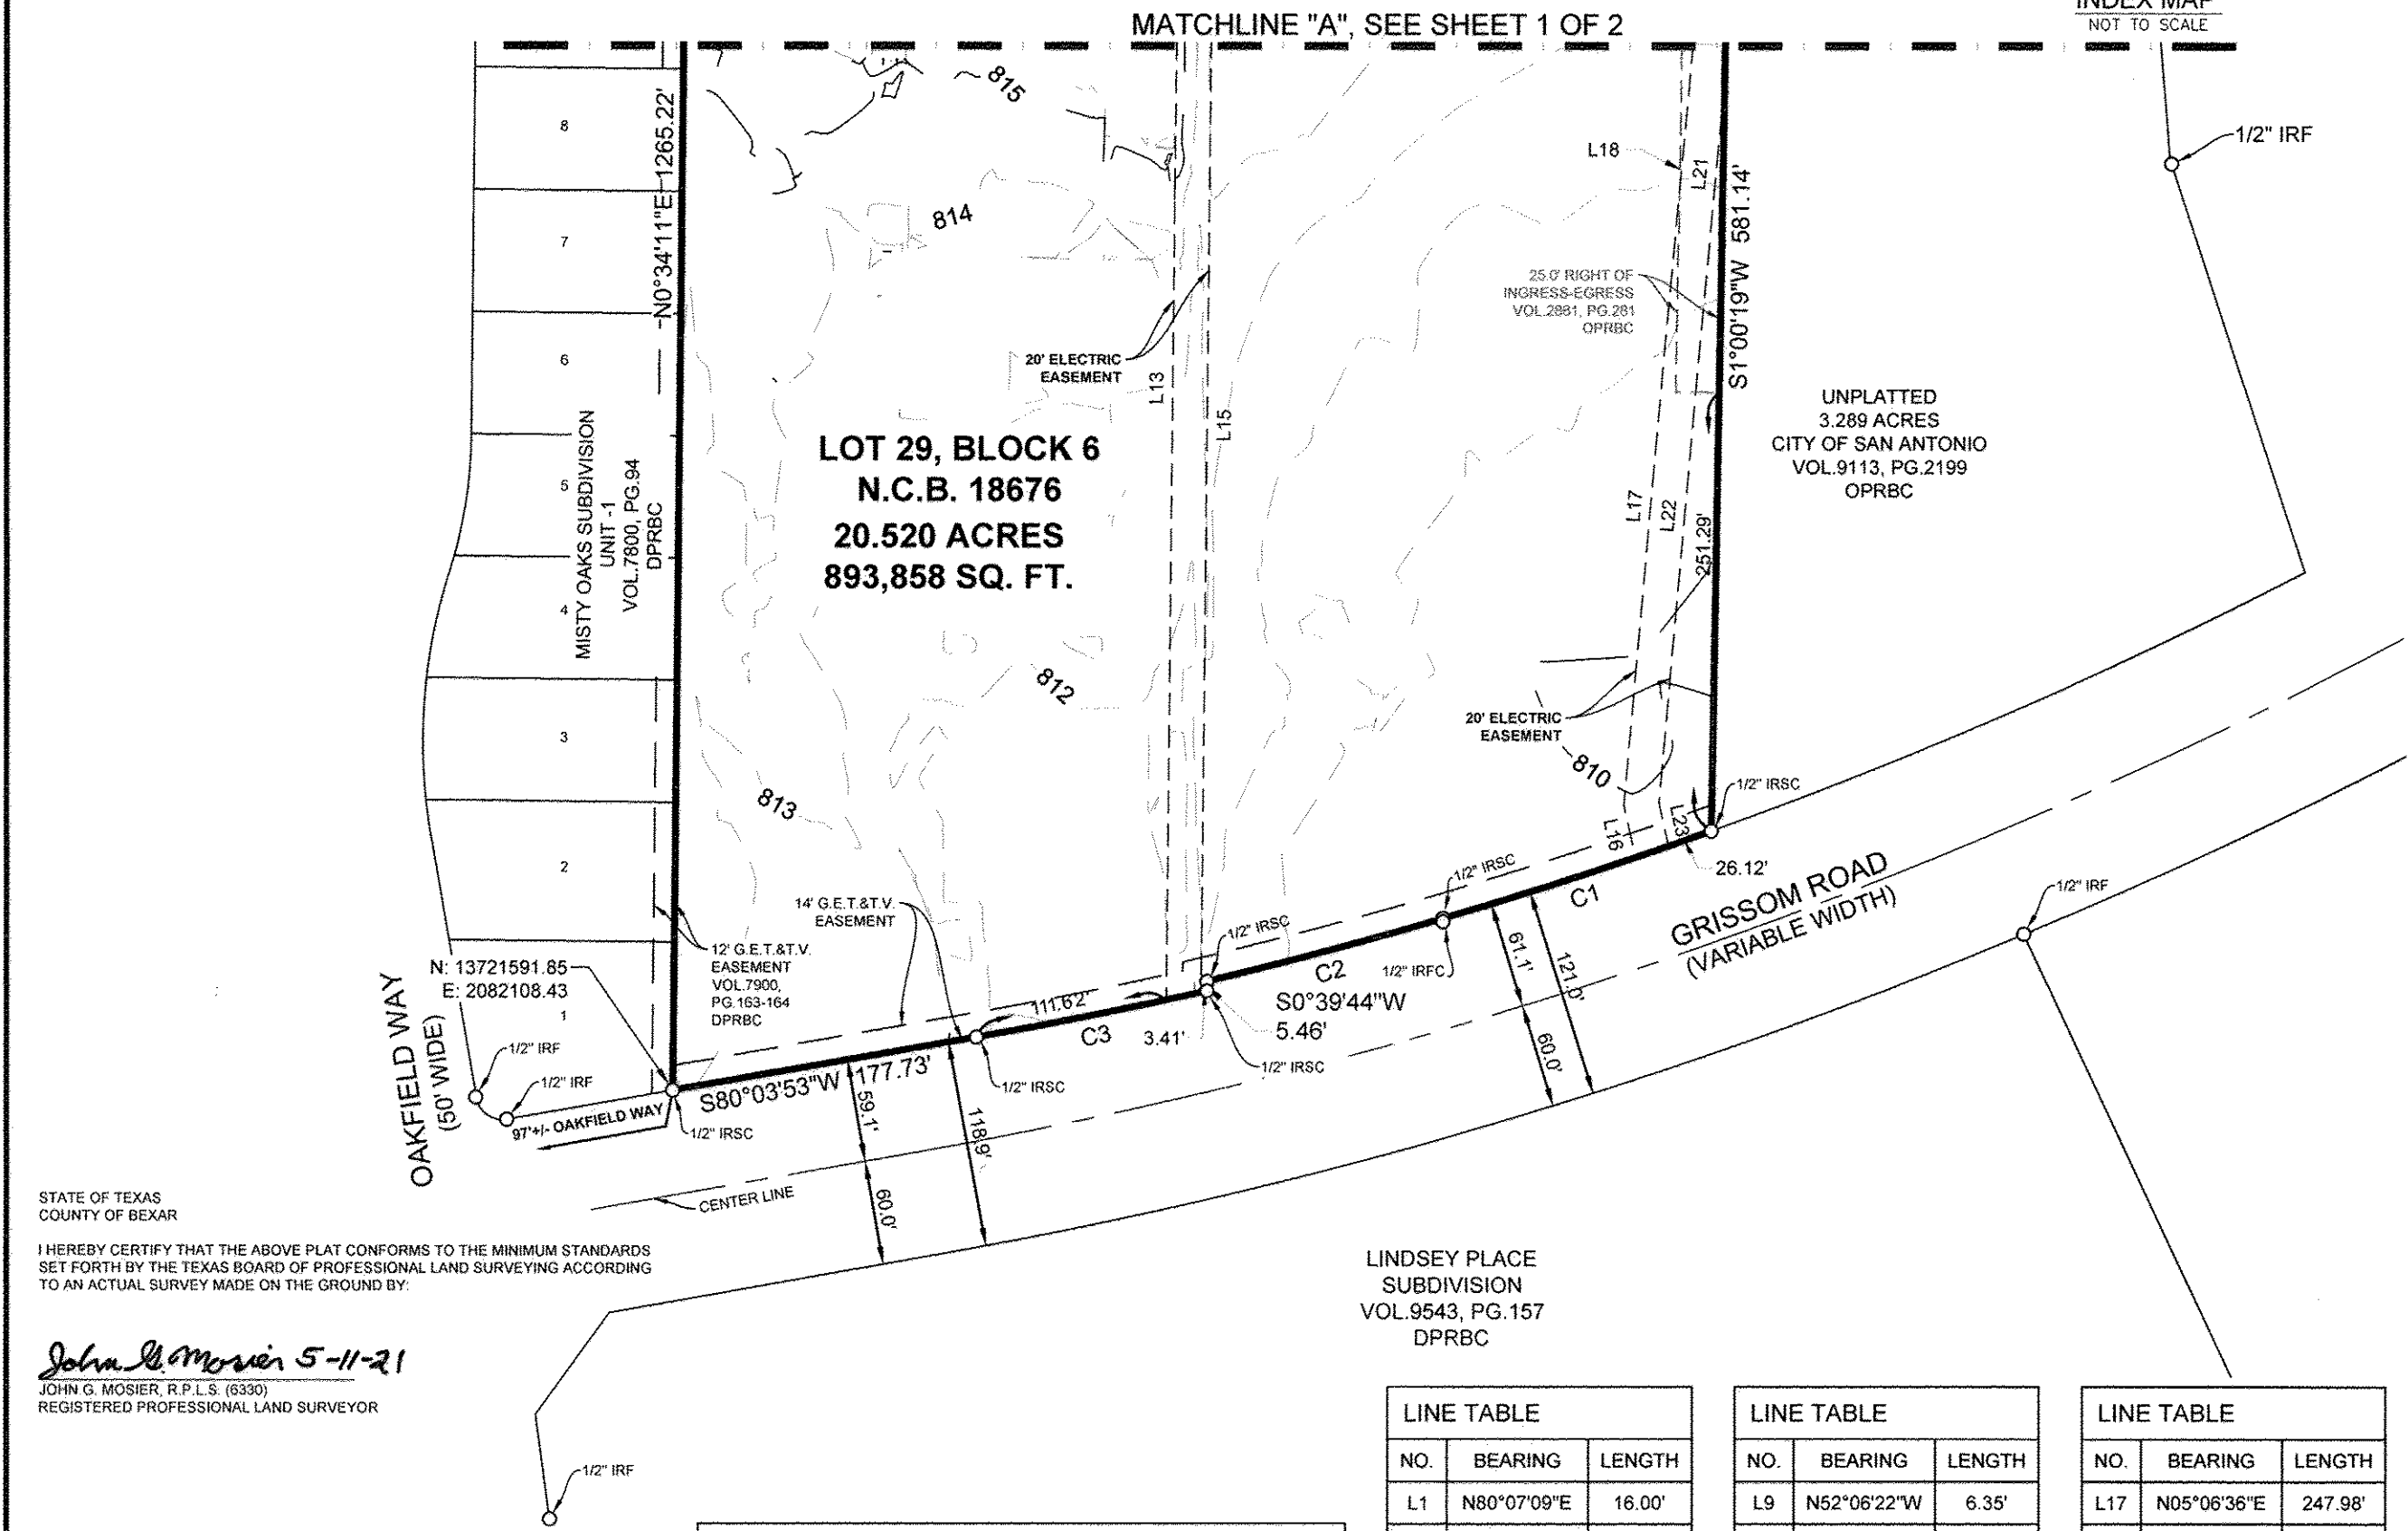 INDEX MAP
NOT TO SCALE
MATCHLINE "A", SEE SHEET 1 OF 2
815
814
812
813
810
8
7
6
5
4
3
2
1
N0°34'11"E 1265.22'
MISTY OAKS SUBDIVISION
UNIT -1
VOL.7800, PG.94
DPRBC
20' ELECTRIC
EASEMENT
L13
L15
LOT 29, BLOCK 6
N.C.B. 18676
20.520 ACRES
893,858 SQ. FT.
L18
L21
S1°00'19"W 581.14'
1/2" IRF
25.0' RIGHT OF
INGRESS-EGRESS
VOL.2881, PG.281
OPRBC
UNPLATTED
3.289 ACRES
CITY OF SAN ANTONIO
VOL.9113, PG.2199
OPRBC
L17
L22
251.29'
20' ELECTRIC
EASEMENT
L16
L23
1/2" IRSC
26.12'
1/2" IRSC
C1
GRISSOM ROAD
(VARIABLE WIDTH)
1/2" IRF
14' G.E.T.&T.V.
EASEMENT
12' G.E.T.&T.V.
EASEMENT
VOL.7900,
PG.163-164
DPRBC
N: 13721591.85
E: 2082108.43
OAKFIELD WAY
(50' WIDE)
1/2" IRF
1/2" IRF
97'+/- OAKFIELD WAY
1/2" IRSC
S80°03'53"W 177.73'
1/2" IRSC
111.62'
C3
3.41'
1/2" IRSC
C2
1/2" IRFC
S0°39'44"W
5.46'
1/2" IRSC
61.1'
121.0'
60.0'
59.1'
118.9'
60.0'
CENTER LINE
STATE OF TEXAS
COUNTY OF BEXAR
I HEREBY CERTIFY THAT THE ABOVE PLAT CONFORMS TO THE MINIMUM STANDARDS
SET FORTH BY THE TEXAS BOARD OF PROFESSIONAL LAND SURVEYING ACCORDING
TO AN ACTUAL SURVEY MADE ON THE GROUND BY:
John G. Mosier 5-11-21
JOHN G. MOSIER, R.P.L.S. (6330)
REGISTERED PROFESSIONAL LAND SURVEYOR
1/2" IRF
LINDSEY PLACE
SUBDIVISION
VOL.9543, PG.157
DPRBC
LINE TABLE
NO. BEARING LENGTH
L1 N80°07'09"E 16.00'
LINE TABLE
NO. BEARING LENGTH
L9 N52°06'22"W 6.35'
LINE TABLE
NO. BEARING LENGTH
L17 N05°06'36"E 247.98'